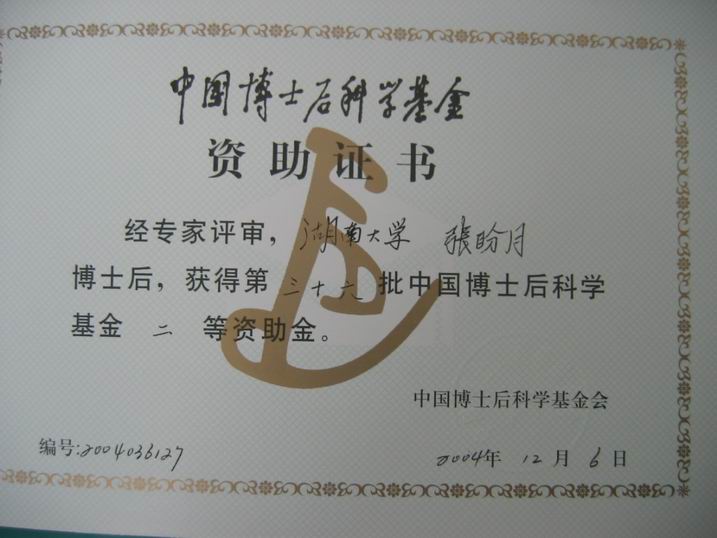 中国博士后科学基金
资助证书
经专家评审，湖南大学 張盼月
博士后，获得第三十六批中国博士后科学
基金 二 等资助金。
中国博士后科学基金会
编号:2004036127
2004年 12 月 6 日